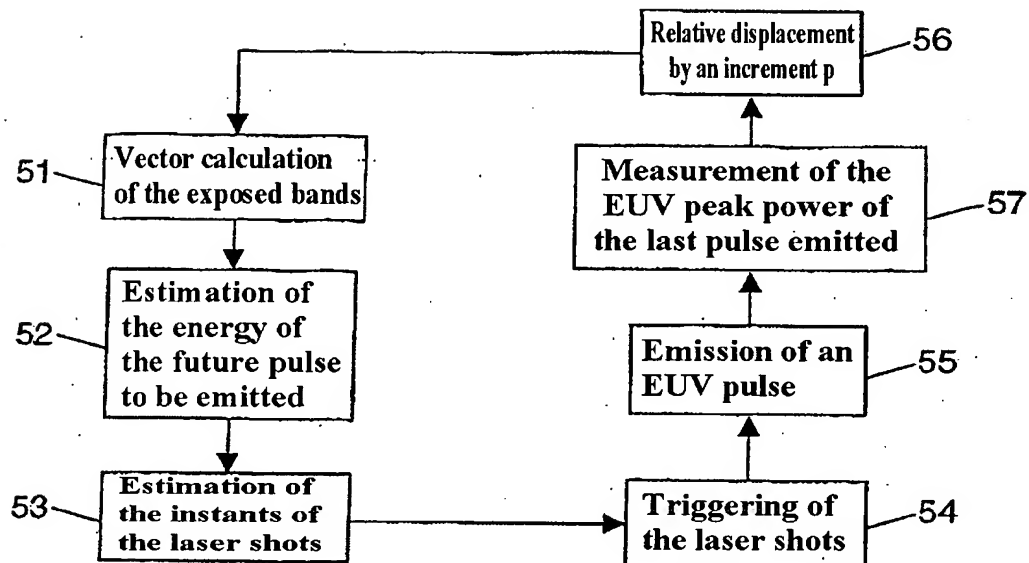 Relative displacement
by an increment p
56
51
Vector calculation
of the exposed bands
Measurement of the
EUV peak power of
the last pulse emitted
57
52
Estimation of
the energy of
the future pulse
to be emitted
Emission of an
EUV pulse
55
53
Estimation of
the instants of
the laser shots
Triggering of
the laser shots
54